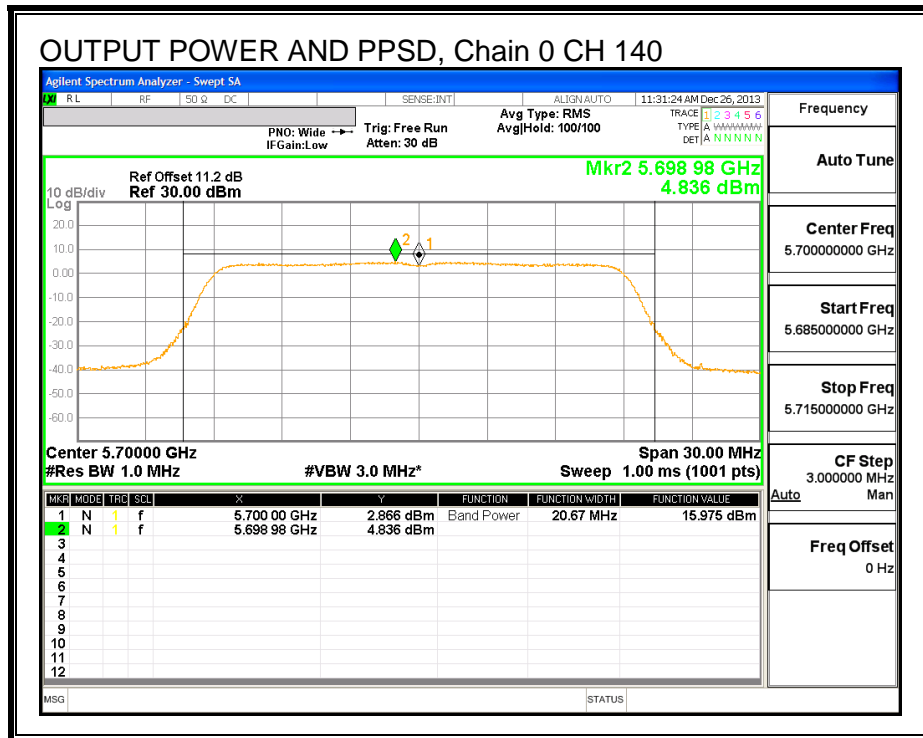 OUTPUT POWER AND PPSD, Chain 0 CH 140
Agilent Spectrum Analyzer - Swept SA
LXI RL RF 50 Ω DC SENSE:INT ALIGN AUTO 11:31:24 AM Dec 26, 2013
Frequency
PNO: Wide Trig: Free Run Avg Type: RMS TRACE 1 2 3 4 5 6
IFGain:Low Atten: 30 dB Avg|Hold: 100/100 TYPE A WWWWW
DET A N N N N N
Auto Tune
Mkr2 5.698 98 GHz
Ref Offset 11.2 dB
10 dB/div Ref 30.00 dBm 4.836 dBm
Log
20.0
10.0
0.00
-10.0
-20.0
-30.0
-40.0
-50.0
-60.0
2 1
Center Freq
5.700000000 GHz
Start Freq
5.685000000 GHz
Stop Freq
5.715000000 GHz
Center 5.70000 GHz Span 30.00 MHz
#Res BW 1.0 MHz #VBW 3.0 MHz* Sweep 1.00 ms (1001 pts)
CF Step
3.000000 MHz
Auto Man
MKR MODE TRC SCL X Y FUNCTION FUNCTION WIDTH FUNCTION VALUE
1 N 1 f 5.700 00 GHz 2.866 dBm Band Power 20.67 MHz 15.975 dBm
2 N 1 f 5.698 98 GHz 4.836 dBm
3
4
5
6
7
8
9
10
11
12
Freq Offset
0 Hz
MSG STATUS